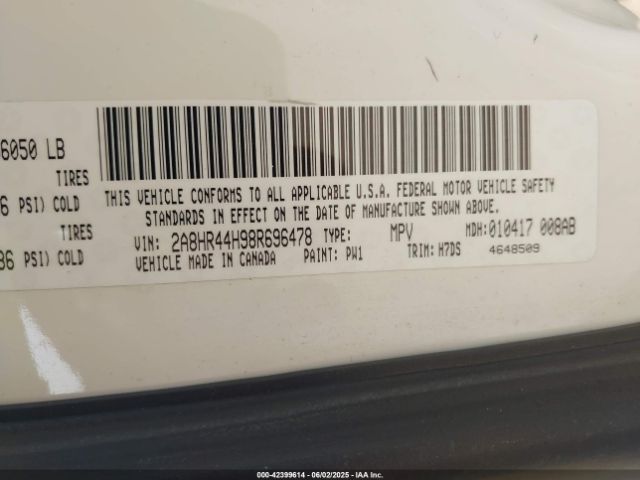 6050 LB
TIRES
6 PSI) COLD
TIRES
36 PSI) COLD
THIS VEHICLE CONFORMS TO ALL APPLICABLE U.S.A. FEDERAL MOTOR VEHICLE SAFETY
STANDARDS IN EFFECT ON THE DATE OF MANUFACTURE SHOWN ABOVE.
VIN: 2A8HR44H98R696478 TYPE: MPV MDH:010417 008AB
VEHICLE MADE IN CANADA PAINT: PW1 TRIM: H7DS 4648509
000-42399614 - 06/02/2025 - IAA Inc.